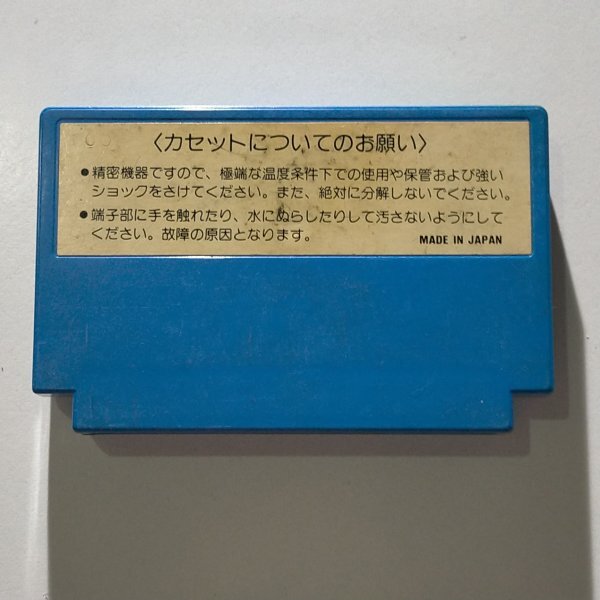 〈カセットについてのお願い〉
●精密機器ですので、極端な温度条件下での使用や保管および強い
ショックをさけてください。また、絶対に分解しないでください。
●端子部に手を触れたり、水にぬらしたりして汚さないようにして
ください。故障の原因となります。
MADE IN JAPAN